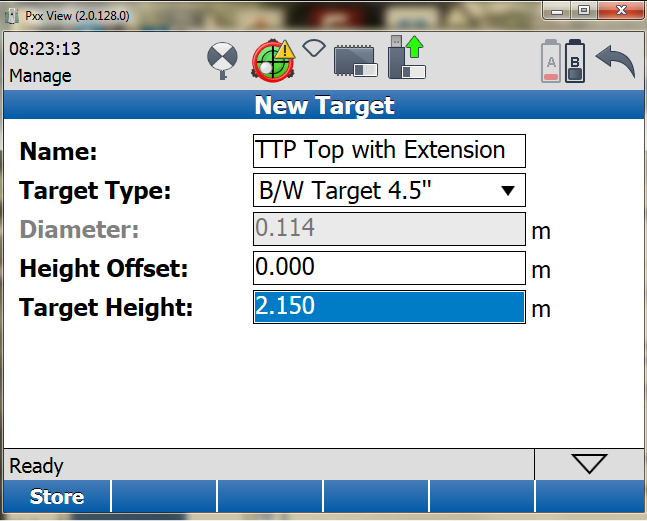 Pxx View (2.0.128.0)
08:23:13
Manage
A B
New Target
Name: TTP Top with Extension
Target Type: B/W Target 4.5"
Diameter: 0.114 m
Height Offset: 0.000 m
Target Height: 2.150 m
Ready
Store